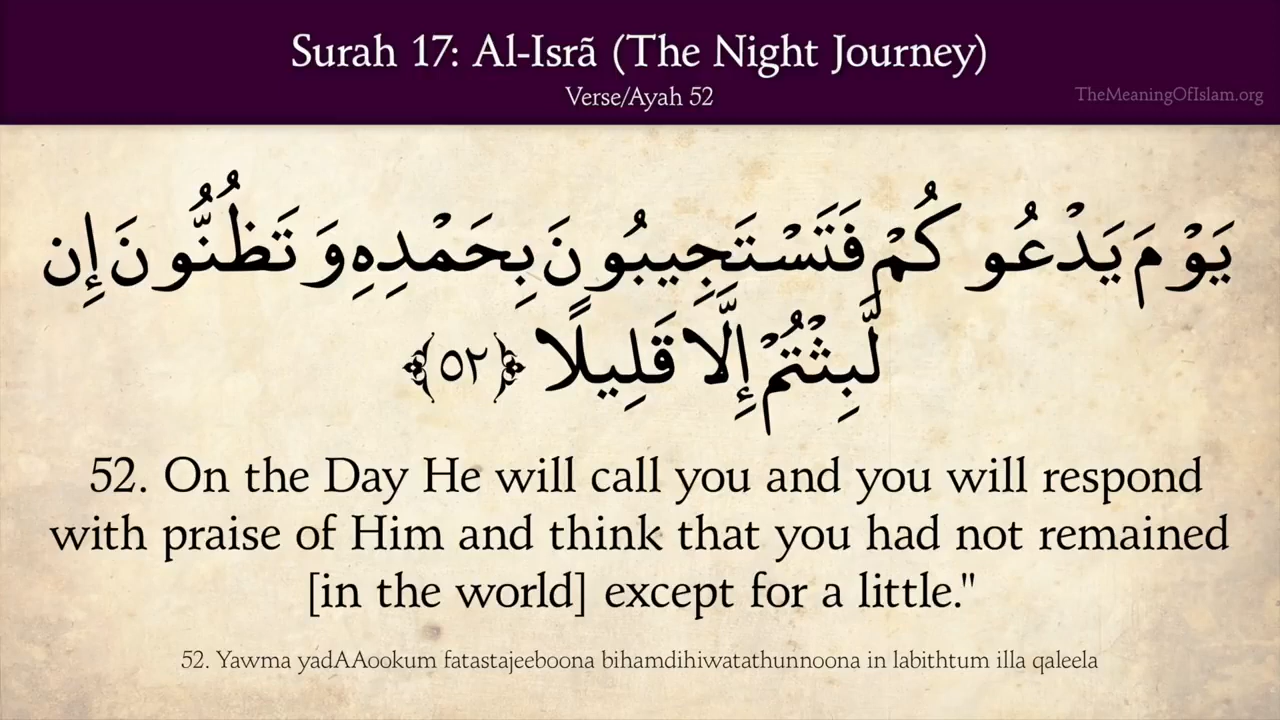 Surah 17: Al-Isrã (The Night Journey)
Verse/Ayah 52
TheMeaningOfIslam.org
يَوْمَ يَدْعُوكُمْ فَتَسْتَجِيبُونَ بِحَمْدِهِ وَتَظُنُّونَ إِن
لَّبِثْتُمْ إِلَّا قَلِيلًا ﴿٥٢﴾
52. On the Day He will call you and you will respond
with praise of Him and think that you had not remained
[in the world] except for a little."
52. Yawma yadAAookum fatastajeeboona bihamdihiwatathunnoona in labithtum illa qaleela